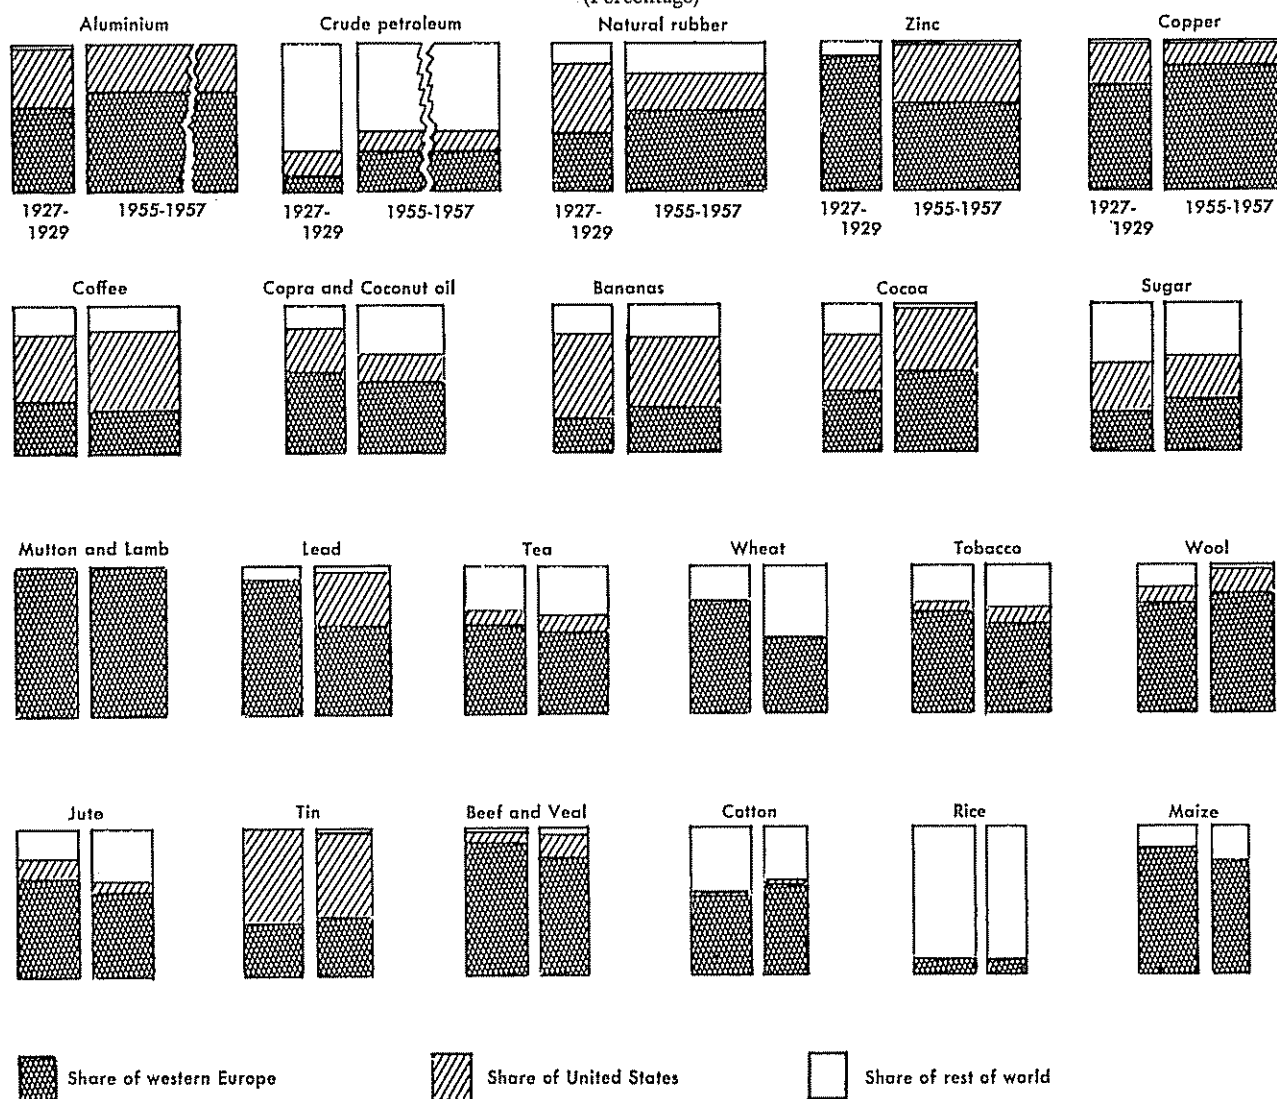 (Percentage)
Aluminium Crude petroleum Natural rubber Zinc Copper
1927-1929 1955-1957 1927-1929 1955-1957 1927-1929 1955-1957 1927-1929 1955-1957 1927-1929 1955-1957
Coffee Copra and Coconut oil Bananas Cocoa Sugar
Mutton and Lamb Lead Tea Wheat Tobacco Wool
Jute Tin Beef and Veal Cotton Rice Maize
Share of western Europe Share of United States Share of rest of world